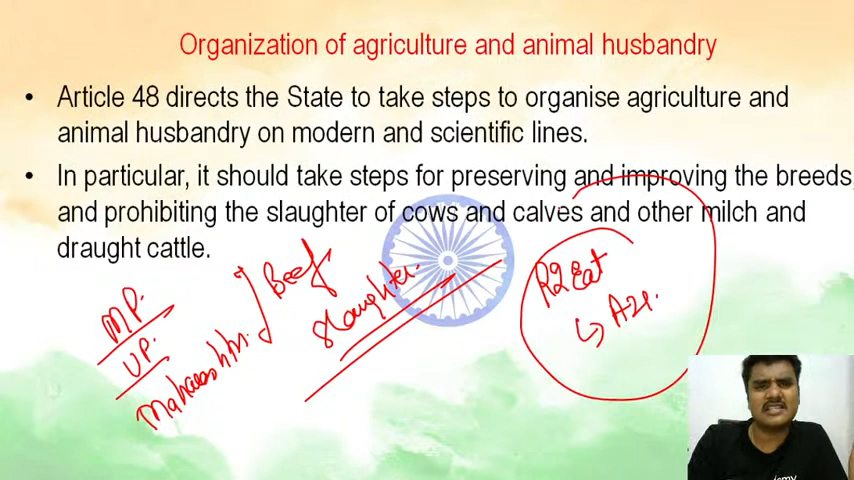 Organization of agriculture and animal husbandry
• Article 48 directs the State to take steps to organise agriculture and
animal husbandry on modern and scientific lines.
• In particular, it should take steps for preserving and improving the breeds,
and prohibiting the slaughter of cows and calves and other milch and
draught cattle.
MP.
UP.
Beef
Slaughter.
R2 Eat